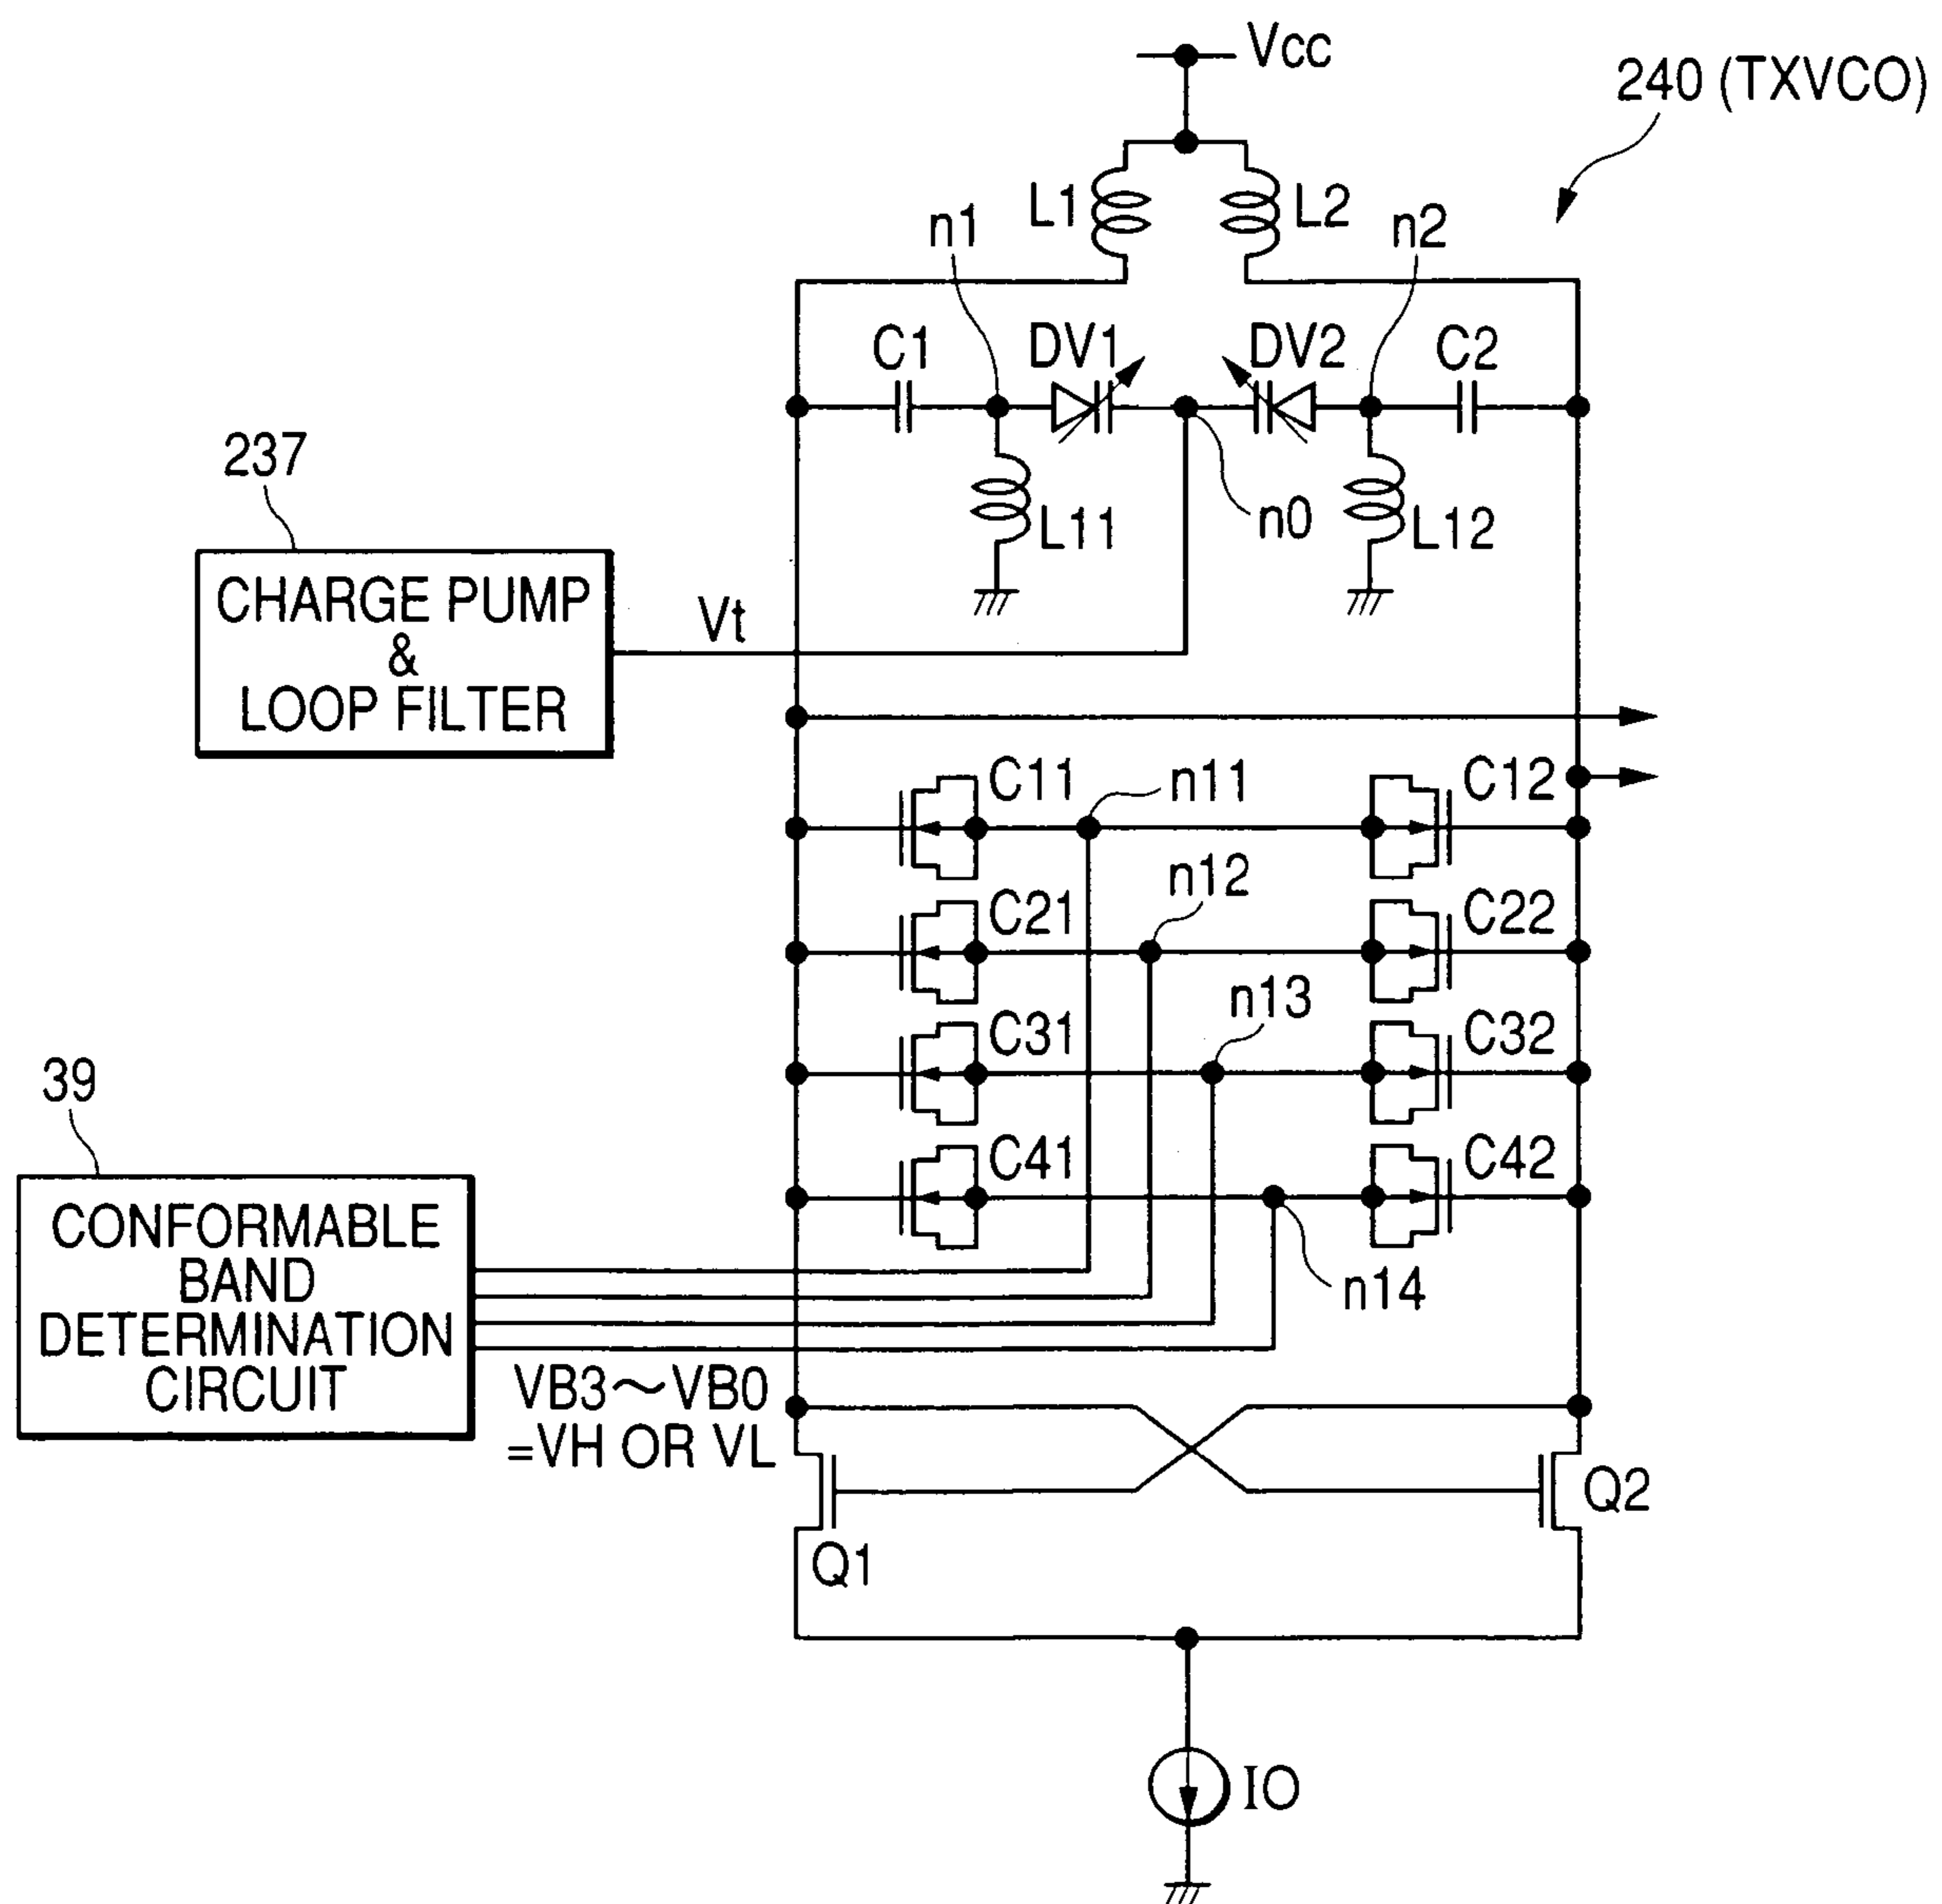 Vcc
240 (TXVCO)
L1
L2
n1
n2
C1
DV1
DV2
C2
237
L11
n0
L12
CHARGE PUMP
&
LOOP FILTER
Vt
C11
n11
C12
n12
C21
C22
n13
C31
C32
39
C41
C42
CONFORMABLE
BAND
DETERMINATION
CIRCUIT
n14
VB3～VB0
=VH OR VL
Q1
Q2
IO